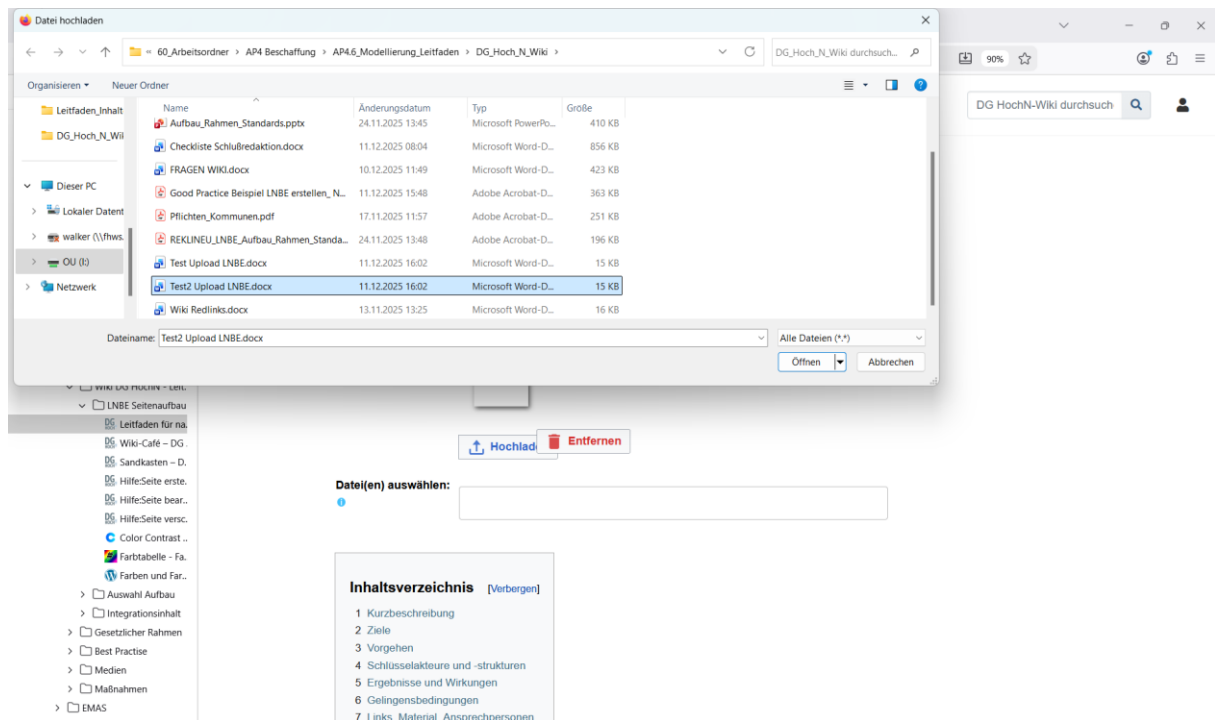 Datei hochladen
« 60_Arbeitsordner > AP4 Beschaffung > AP4.6_Modellierung_Leitfaden > DG_Hoch_N_Wiki >
DG_Hoch_N_Wiki durchsuch...
90%
Organisieren
Neuer Ordner
DG HochN-Wiki durchsuch
Leitfaden_Inhalt
DG_Hoch_N_Wil
Dieser PC
Lokaler Datent
walker (\\fhws.
OU (I:)
Netzwerk
Name Änderungsdatum Typ Größe
Aufbau_Rahmen_Standards.pptx 24.11.2025 13:45 Microsoft PowerPo... 410 KB
Checkliste Schlußredaktion.docx 11.12.2025 08:04 Microsoft Word-D... 856 KB
FRAGEN WIKI.docx 10.12.2025 11:49 Microsoft Word-D... 423 KB
Good Practice Beispiel LNBE erstellen_ N... 11.12.2025 15:48 Adobe Acrobat-D... 363 KB
Pflichten_Kommunen.pdf 17.11.2025 11:57 Adobe Acrobat-D... 251 KB
REKLINEU_LNBE_Aufbau_Rahmen_Standa... 24.11.2025 13:48 Adobe Acrobat-D... 196 KB
Test Upload LNBE.docx 11.12.2025 16:02 Microsoft Word-D... 15 KB
Test2 Upload LNBE.docx 11.12.2025 16:02 Microsoft Word-D... 15 KB
Wiki Redlinks.docx 13.11.2025 13:25 Microsoft Word-D... 16 KB
Dateiname: Test2 Upload LNBE.docx
Alle Dateien (*.*)
Öffnen
Abbrechen
Wiki DG HochN - Leit.
LNBE Seitenaufbau
Leitfaden für na.
Wiki-Café – DG .
Sandkasten – D.
Hilfe:Seite erste.
Hilfe:Seite bear..
Hilfe:Seite versc.
Color Contrast ..
Farbtabelle - Fa.
Farben und Far..
Auswahl Aufbau
Integrationsinhalt
Gesetzlicher Rahmen
Best Practise
Medien
Maßnahmen
EMAS
Hochlad
Entfernen
Datei(en) auswählen:
Inhaltsverzeichnis [Verbergen]
1 Kurzbeschreibung
2 Ziele
3 Vorgehen
4 Schlüsselakteure und -strukturen
5 Ergebnisse und Wirkungen
6 Gelingensbedingungen
7 Links, Material, Ansprechpersonen